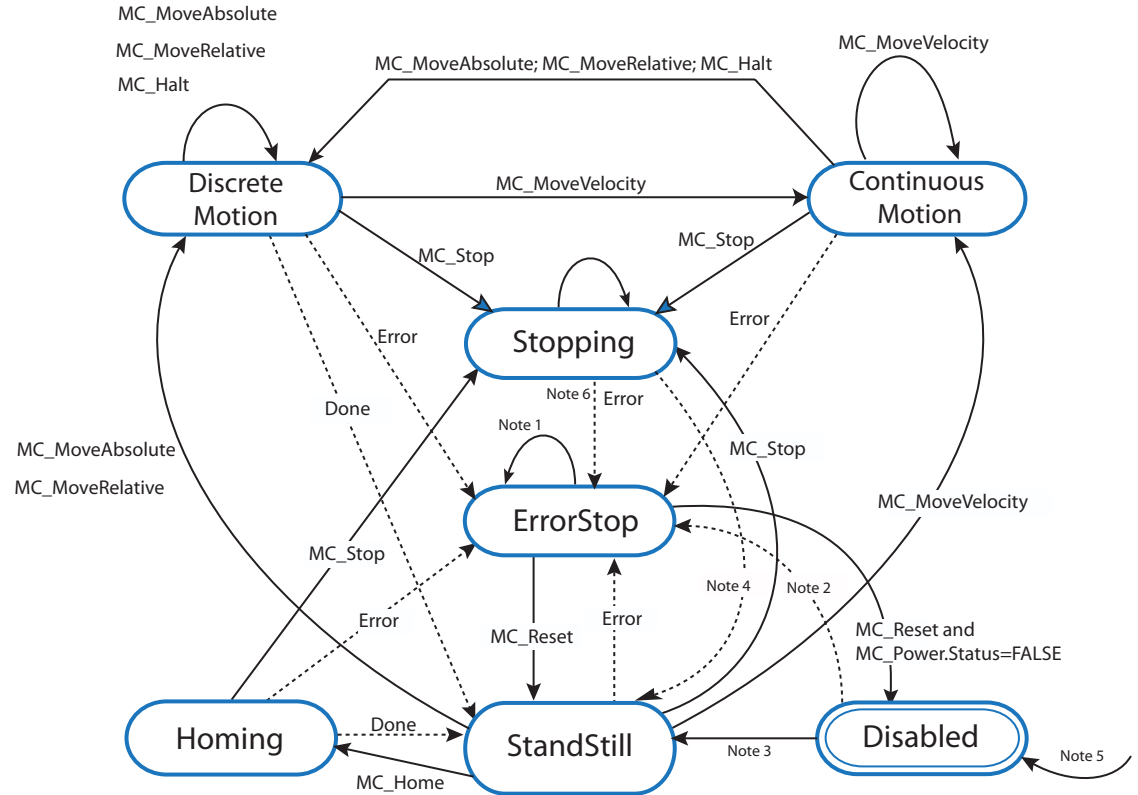 MC_MoveAbsolute
MC_MoveRelative
MC_Halt
MC_MoveAbsolute; MC_MoveRelative; MC_Halt
MC_MoveVelocity
Discrete
Motion
MC_MoveVelocity
Continuous
Motion
MC_Stop
MC_Stop
Stopping
Error
Error
Note 6
Error
Done
Note 1
MC_Stop
MC_MoveAbsolute
MC_MoveRelative
MC_MoveVelocity
ErrorStop
MC_Stop
Note 4
Note 2
Error
Error
MC_Reset
MC_Reset and
MC_Power.Status=FALSE
Homing
Done
StandStill
Disabled
Note 3
Note 5
MC_Home